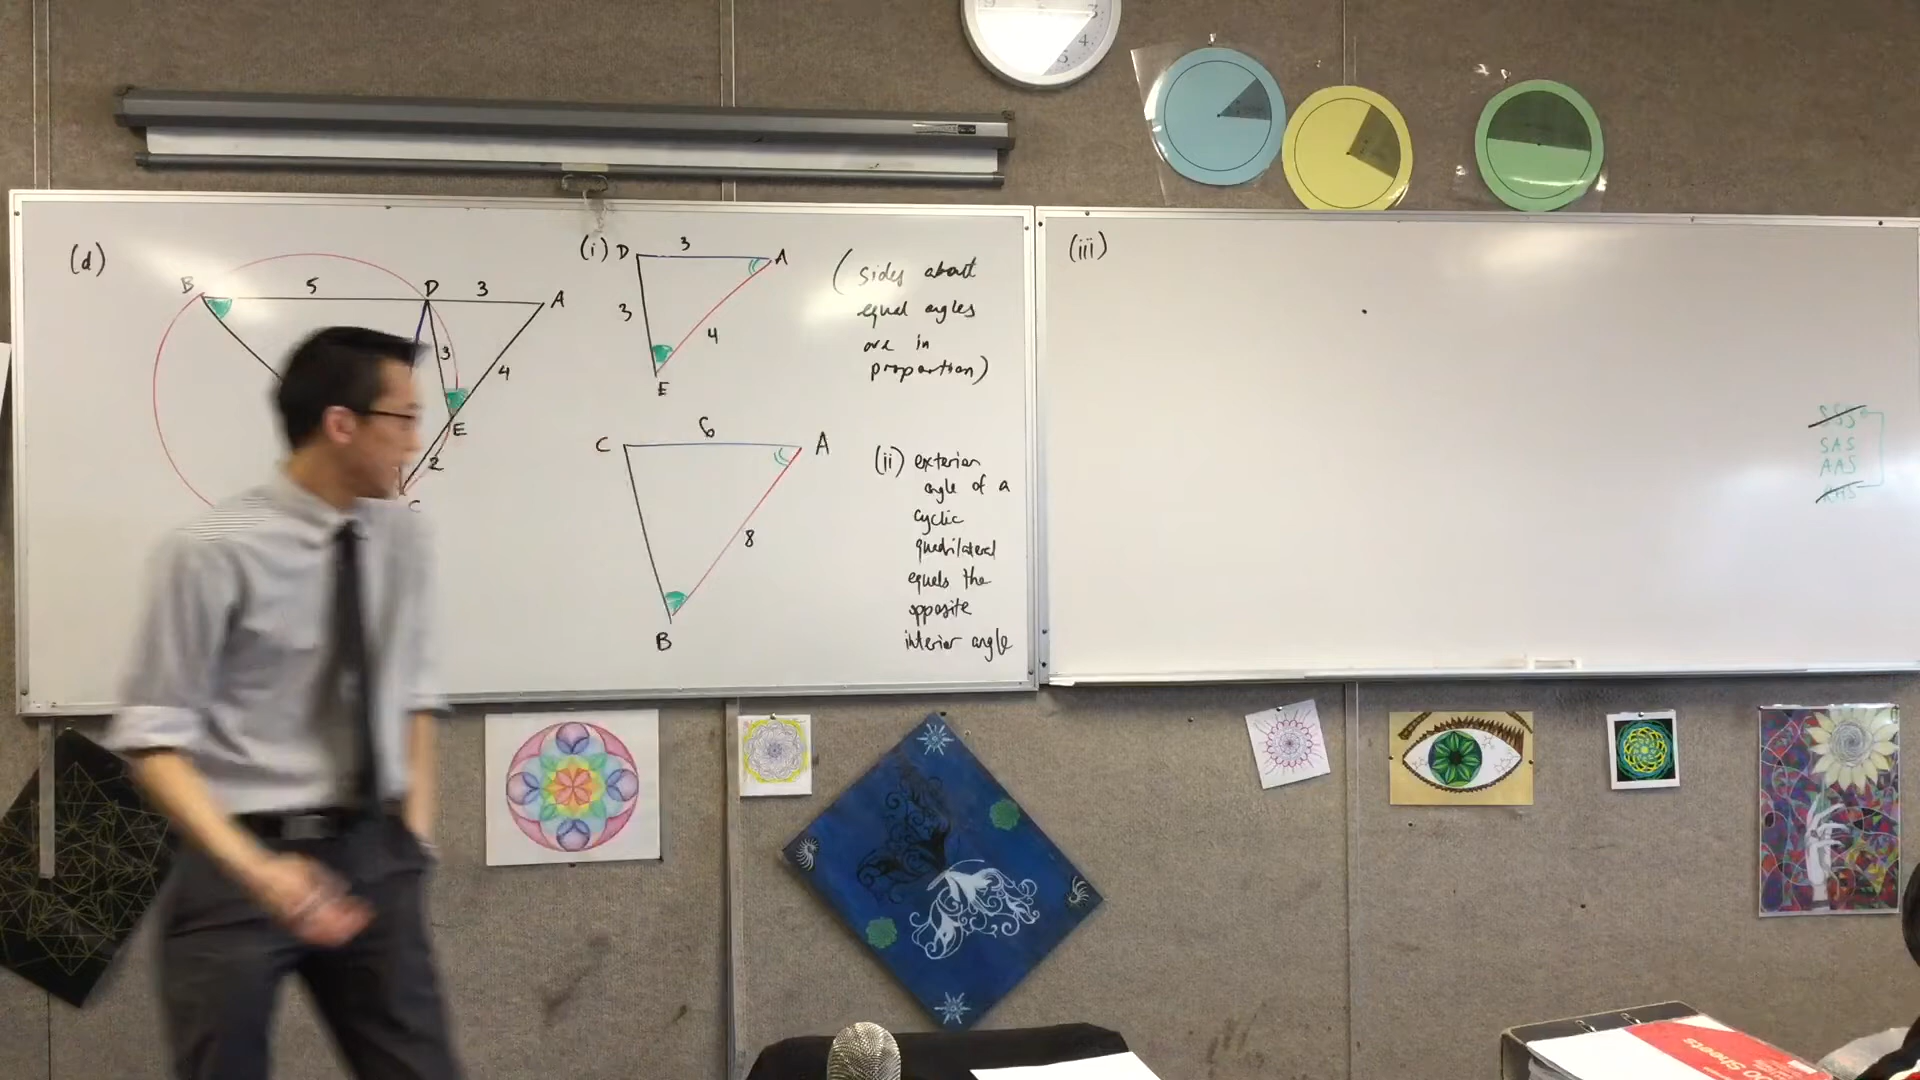 (d)
B
5
D
3
A
3
4
E
2
C
(i)
D
3
A
3
4
E
C
6
A
8
B
(sides about
equal angles
are in
proportion)
(ii) exterior
angle of a
cyclic
quadrilateral
equals the
opposite
interior angle
(iii)
SSS
SAS
AAS
RHS